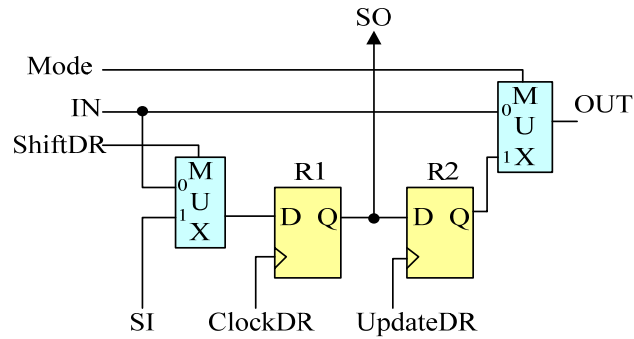 SO
Mode
IN
0
M
U
X
1
OUT
ShiftDR
0
M
U
X
1
R1
D Q
R2
D Q
SI
ClockDR
UpdateDR